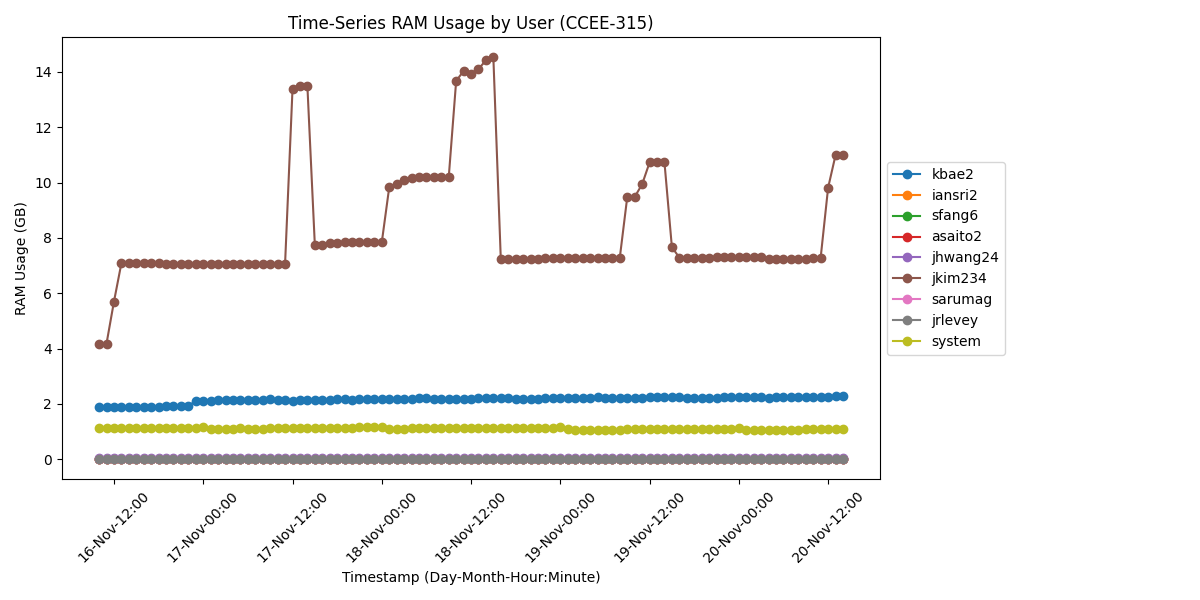 Time-Series RAM Usage by User (CCEE-315)
RAM Usage (GB)
14
12
10
8
6
4
2
0
16-Nov-12:00
17-Nov-00:00
17-Nov-12:00
18-Nov-00:00
18-Nov-12:00
19-Nov-00:00
19-Nov-12:00
20-Nov-00:00
20-Nov-12:00
Timestamp (Day-Month-Hour:Minute)
kbae2
iansri2
sfang6
asaito2
jhwang24
jkim234
sarumag
jrlevey
system